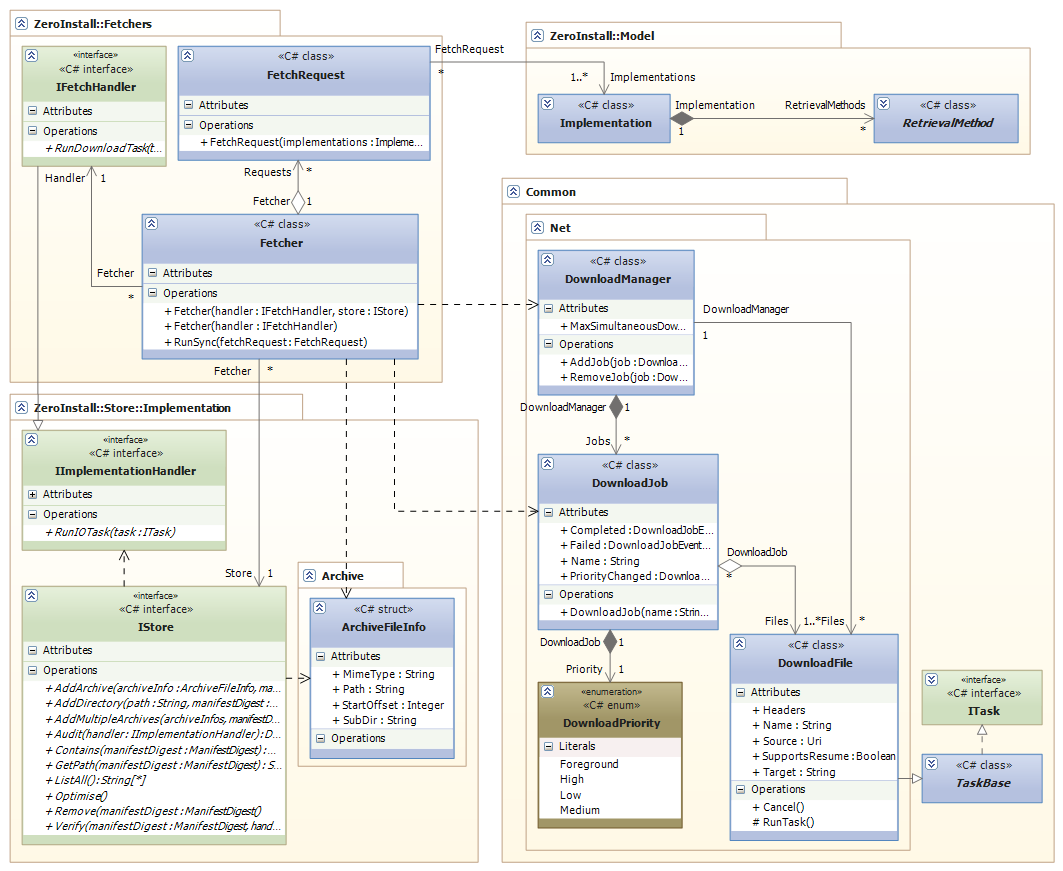 ZeroInstall::Fetchers
«interface»
«C# interface»
IFetchHandler
Attributes
Operations
+ RunDownloadTask(t...
«C# class»
FetchRequest
Attributes
Operations
+ FetchRequest(implementations : Impleme...
FetchRequest
*
Handler
1
Requests
*
Fetcher
1
«C# class»
Fetcher
Attributes
Operations
+ Fetcher(handler : IFetchHandler, store : IStore)
+ Fetcher(handler : IFetchHandler)
+ RunSync(fetchRequest : FetchRequest)
Fetcher
*
Fetcher
*
ZeroInstall::Model
1..*
Implementations
«C# class»
Implementation
Implementation
1
RetrievalMethods
*
«C# class»
RetrievalMethod
Common
Net
«C# class»
DownloadManager
Attributes
+ MaxSimultaneousDow...
Operations
+ AddJob(job : Downloa...
+ RemoveJob(job : Dow...
DownloadManager
1
DownloadManager
1
Jobs
*
«C# class»
DownloadJob
Attributes
+ Completed : DownloadJobE...
+ Failed : DownloadJobEvent...
+ Name : String
+ PriorityChanged : Downloa...
Operations
+ DownloadJob(name : Strin...
DownloadJob
*
Files
1..*
Files
*
DownloadJob
1
Priority
1
«enumeration»
«C# enum»
DownloadPriority
Literals
Foreground
High
Low
Medium
«C# class»
DownloadFile
Attributes
+ Headers
+ Name : String
+ Source : Uri
+ SupportsResume : Boolean
+ Target : String
Operations
+ Cancel()
# RunTask()
«interface»
«C# interface»
ITask
«C# class»
TaskBase
ZeroInstall::Store::Implementation
«interface»
«C# interface»
IImplementationHandler
Attributes
Operations
+ RunIOTask(task : ITask)
Store
1
«interface»
«C# interface»
IStore
Attributes
Operations
+ AddArchive(archiveInfo : ArchiveFileInfo, ma...
+ AddDirectory(path : String, manifestDigest : ...
+ AddMultipleArchives(archiveInfos, manifestD...
+ Audit(handler : IImplementationHandler) : D...
+ Contains(manifestDigest : ManifestDigest) : ...
+ GetPath(manifestDigest : ManifestDigest) : S...
+ ListAll() : String[*]
+ Optimise()
+ Remove(manifestDigest : ManifestDigest)
+ Verify(manifestDigest : ManifestDigest, hand...
Archive
«C# struct»
ArchiveFileInfo
Attributes
+ MimeType : String
+ Path : String
+ StartOffset : Integer
+ SubDir : String
Operations